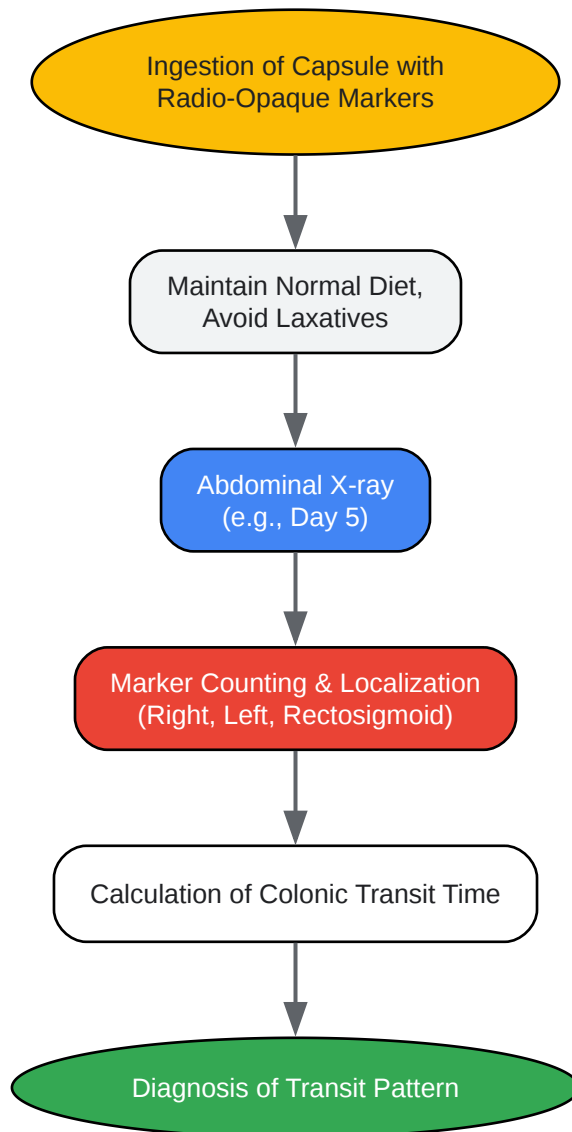 Ingestion of Capsule with
Radio-Opaque Markers
Maintain Normal Diet,
Avoid Laxatives
Abdominal X-ray
(e.g., Day 5)
Marker Counting & Localization
(Right, Left, Rectosigmoid)
Calculation of Colonic Transit Time
Diagnosis of Transit Pattern